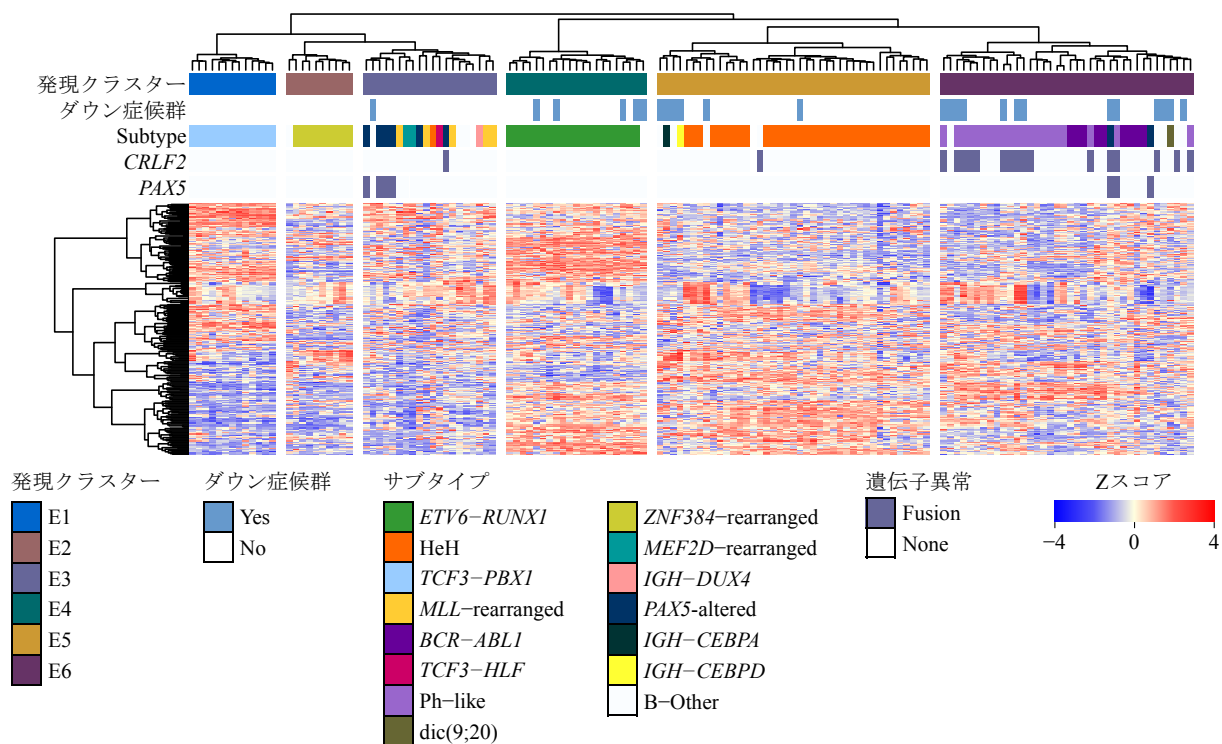 発現クラスター
ダウン症候群
Subtype
CRLF2
PAX5
発現クラスター
E1
E2
E3
E4
E5
E6
ダウン症候群
Yes
No
サブタイプ
ETV6−RUNX1
HeH
TCF3−PBX1
MLL−rearranged
BCR−ABL1
TCF3−HLF
Ph−like
dic(9;20)
ZNF384−rearranged
MEF2D−rearranged
IGH−DUX4
PAX5-altered
IGH−CEBPA
IGH−CEBPD
B−Other
遺伝子異常
Fusion
None
Zスコア
−4 0 4